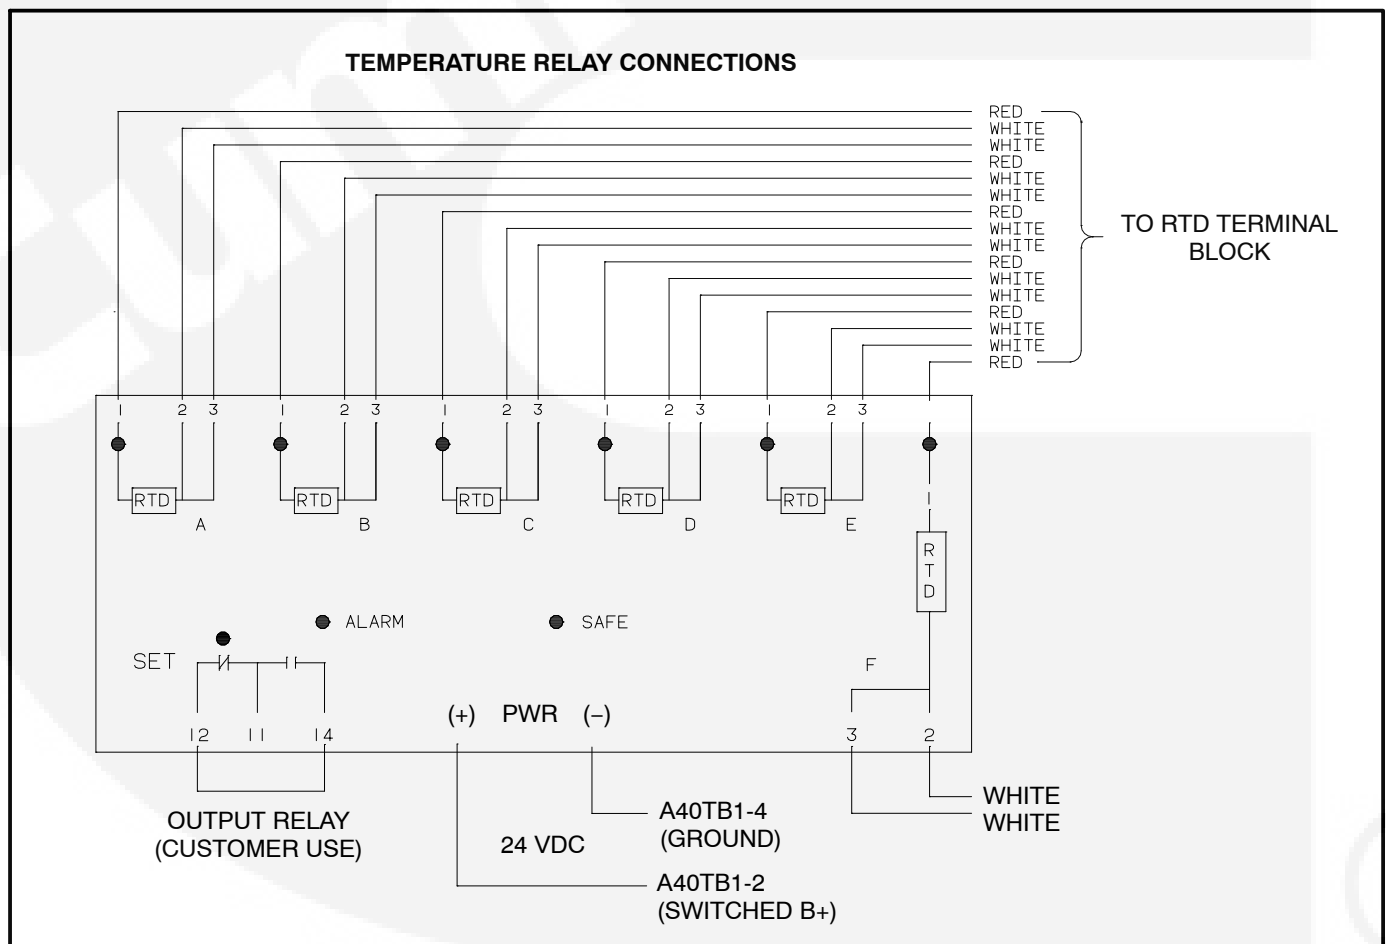 TEMPERATURE RELAY CONNECTIONS
RED
WHITE
WHITE
RED
WHITE
WHITE
RED
WHITE
WHITE
RED
WHITE
WHITE
RED
WHITE
WHITE
RED
TO RTD TERMINAL
BLOCK
1 2 3 1 2 3 1 2 3 1 2 3 1 2 3
RTD RTD RTD RTD RTD 1
A B C D E
RTD
ALARM SAFE
SET F
(+) PWR (–)
12 11 14 3 2
OUTPUT RELAY
(CUSTOMER USE)
24 VDC
A40TB1-4
(GROUND)
A40TB1-2
(SWITCHED B+)
WHITE
WHITE
Cum